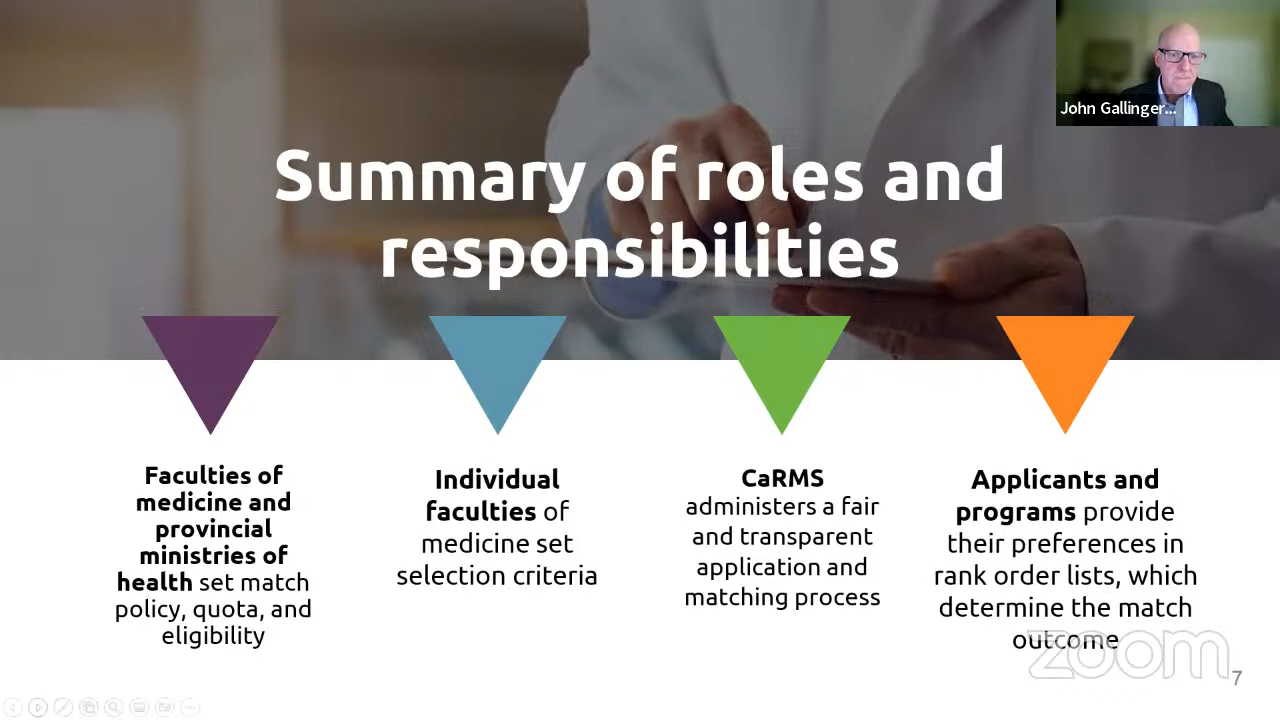 John Gallinger...
Summary of roles and
responsibilities
Faculties of
medicine and
provincial
ministries of
health set match
policy, quota, and
eligibility
Individual
faculties of
medicine set
selection criteria
CaRMS
administers a fair
and transparent
application and
matching process
Applicants and
programs provide
their preferences in
rank order lists, which
determine the match
outcome
zoom
7